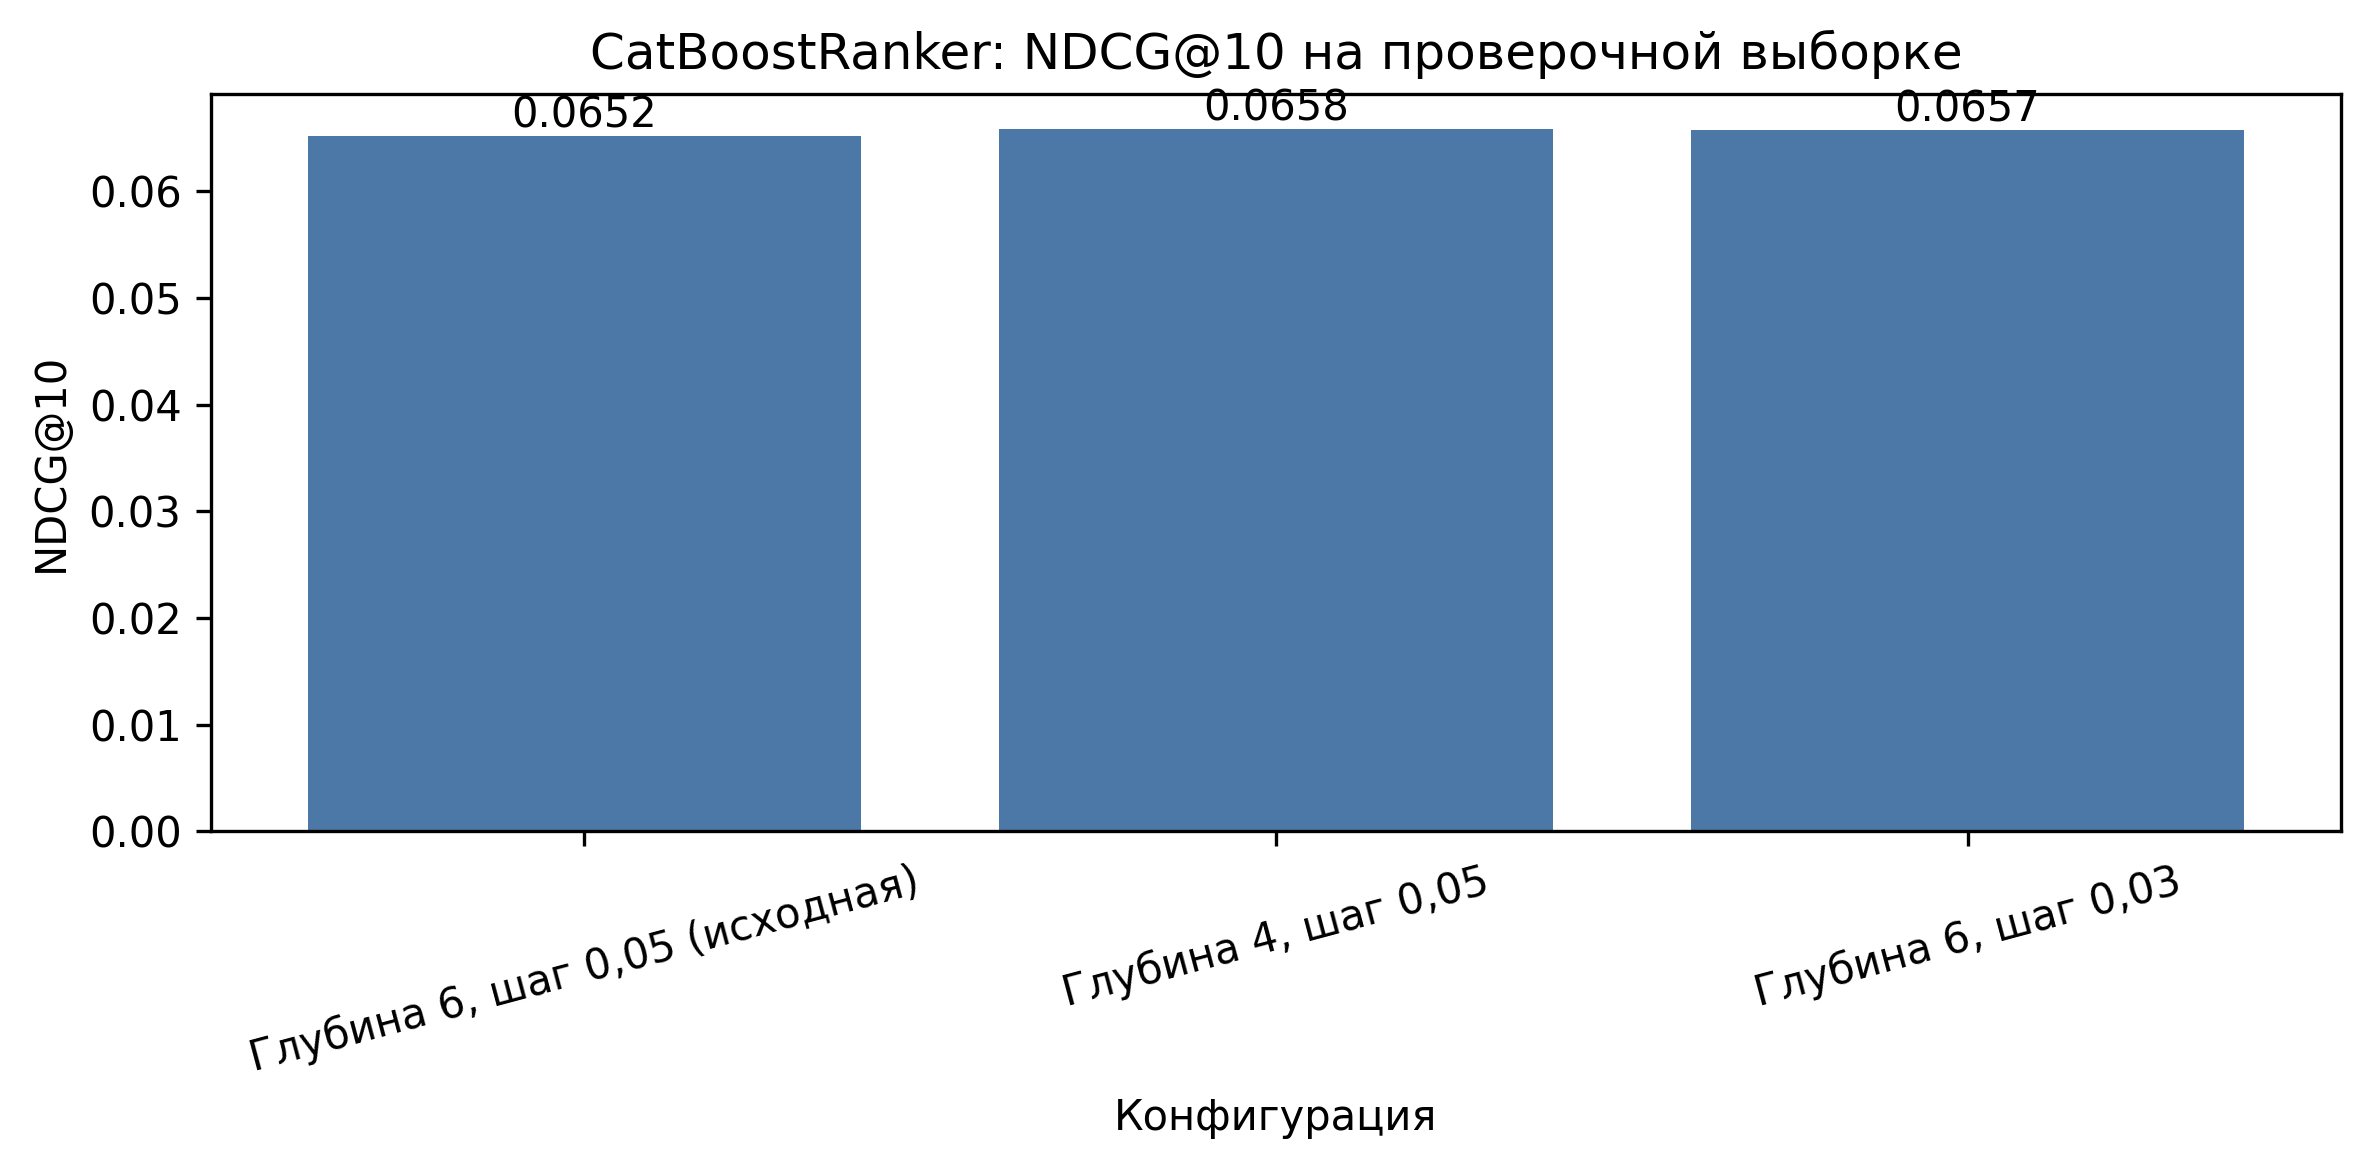 CatBoostRanker: NDCG@10 на проверочной выборке
0.0652
0.0658
0.0657
NDCG@10
0.06
0.05
0.04
0.03
0.02
0.01
0.00
Глубина 6, шаг 0,05 (исходная)
Глубина 4, шаг 0,05
Глубина 6, шаг 0,03
Конфигурация